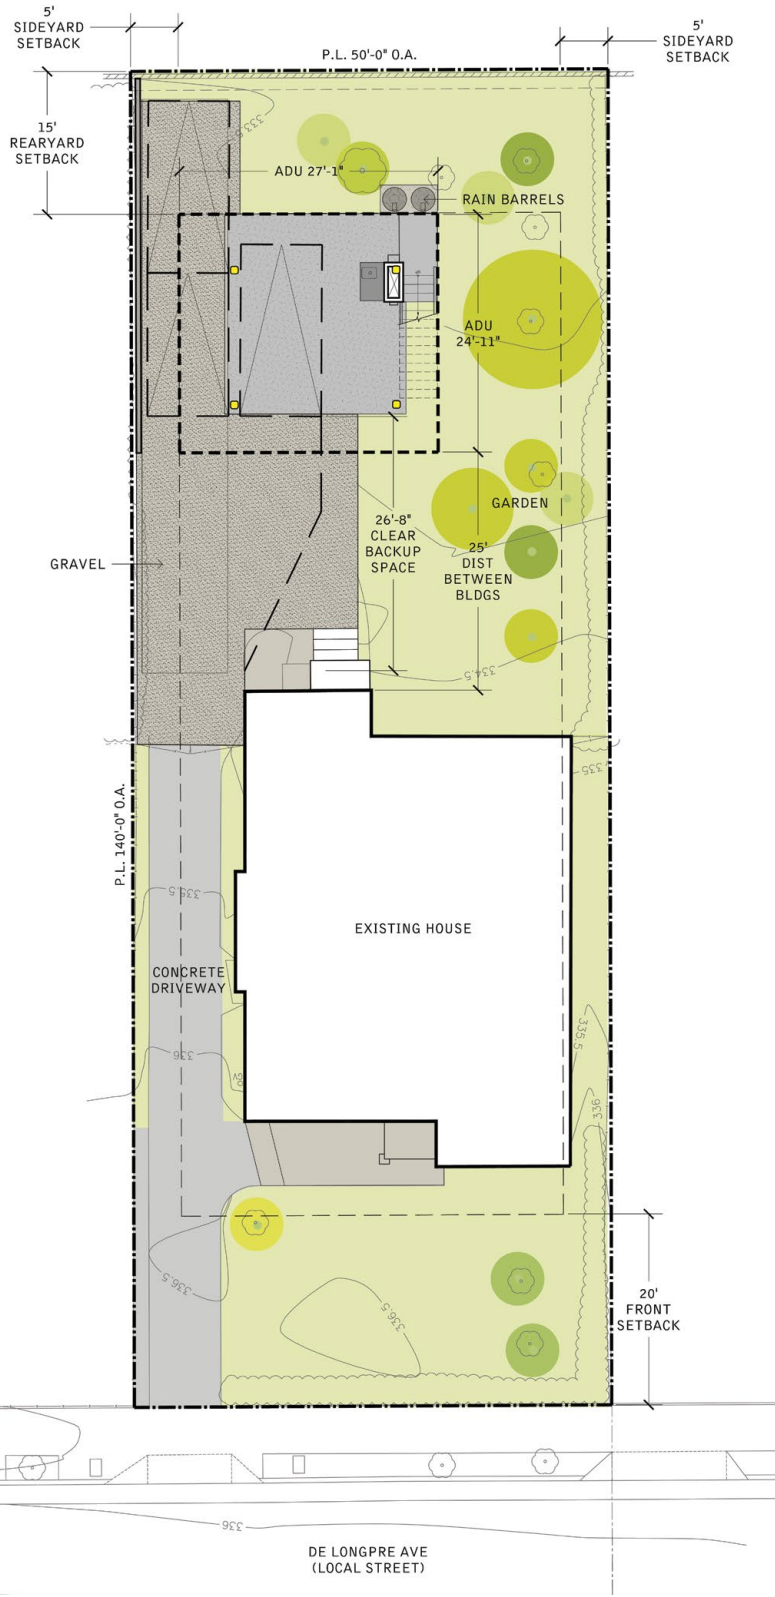 5'
SIDEYARD
SETBACK
5'
SIDEYARD
SETBACK
P.L. 50'-0" O.A.
15'
REARYARD
SETBACK
333.5
ADU 27'-1"
RAIN BARRELS
ADU
24'-11"
GARDEN
26'-8"
CLEAR
BACKUP
SPACE
25'
DIST
BETWEEN
BLDGS
GRAVEL
334.5
335
P.L. 140'-0" O.A.
335.5
EXISTING HOUSE
CONCRETE
DRIVEWAY
335.5
336
GV
336
336.5
336.5
20'
FRONT
SETBACK
336
DE LONGPRE AVE
(LOCAL STREET)